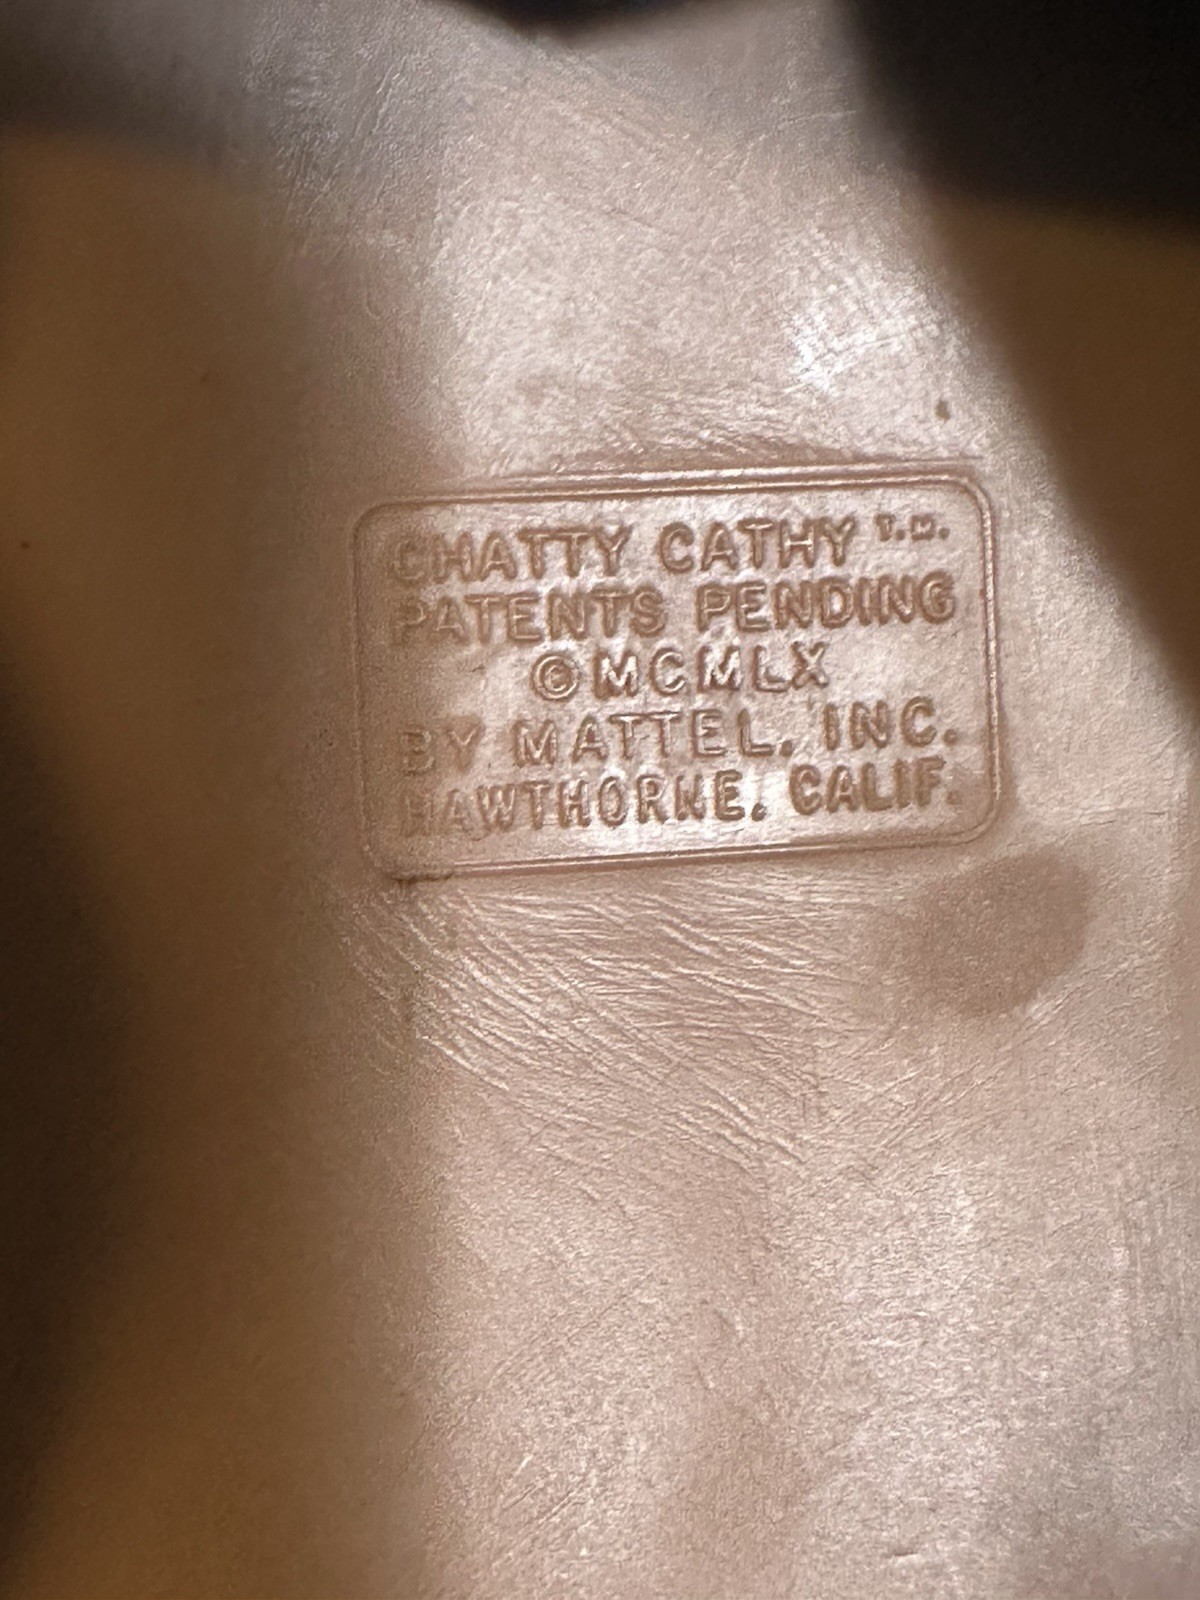 CHATTY CATHY T.M.
PATENTS PENDING
©MCMLX
BY MATTEL, INC.
HAWTHORNE, CALIF.